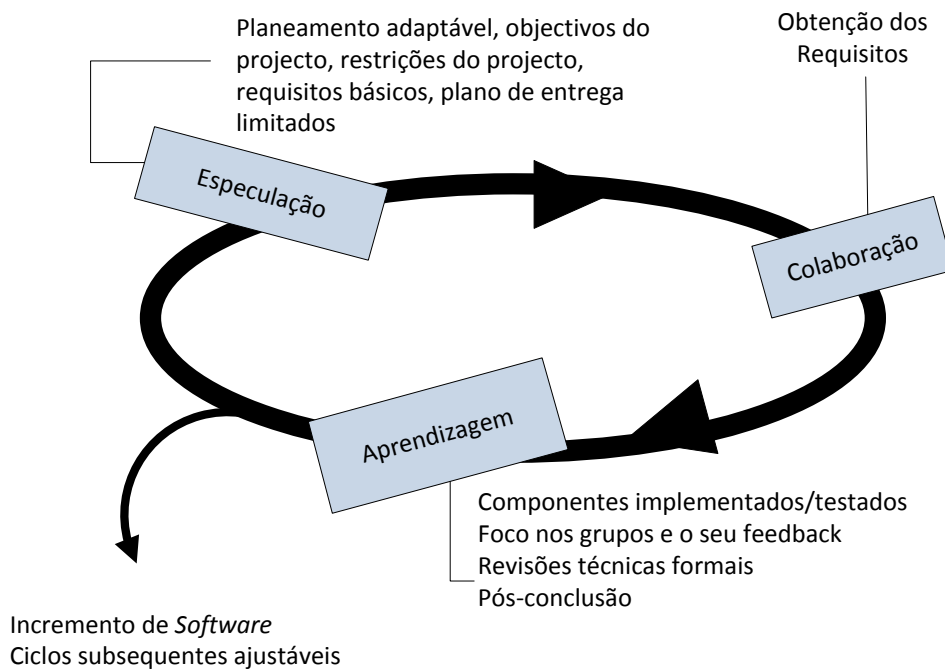 Planeamento adaptável, objectivos do
projecto, restrições do projecto,
requisitos básicos, plano de entrega
limitados
Obtenção dos
Requisitos
Especulação
Colaboração
Aprendizagem
Componentes implementados/testados
Foco nos grupos e o seu feedback
Revisões técnicas formais
Pós-conclusão
Incremento de Software
Ciclos subsequentes ajustáveis